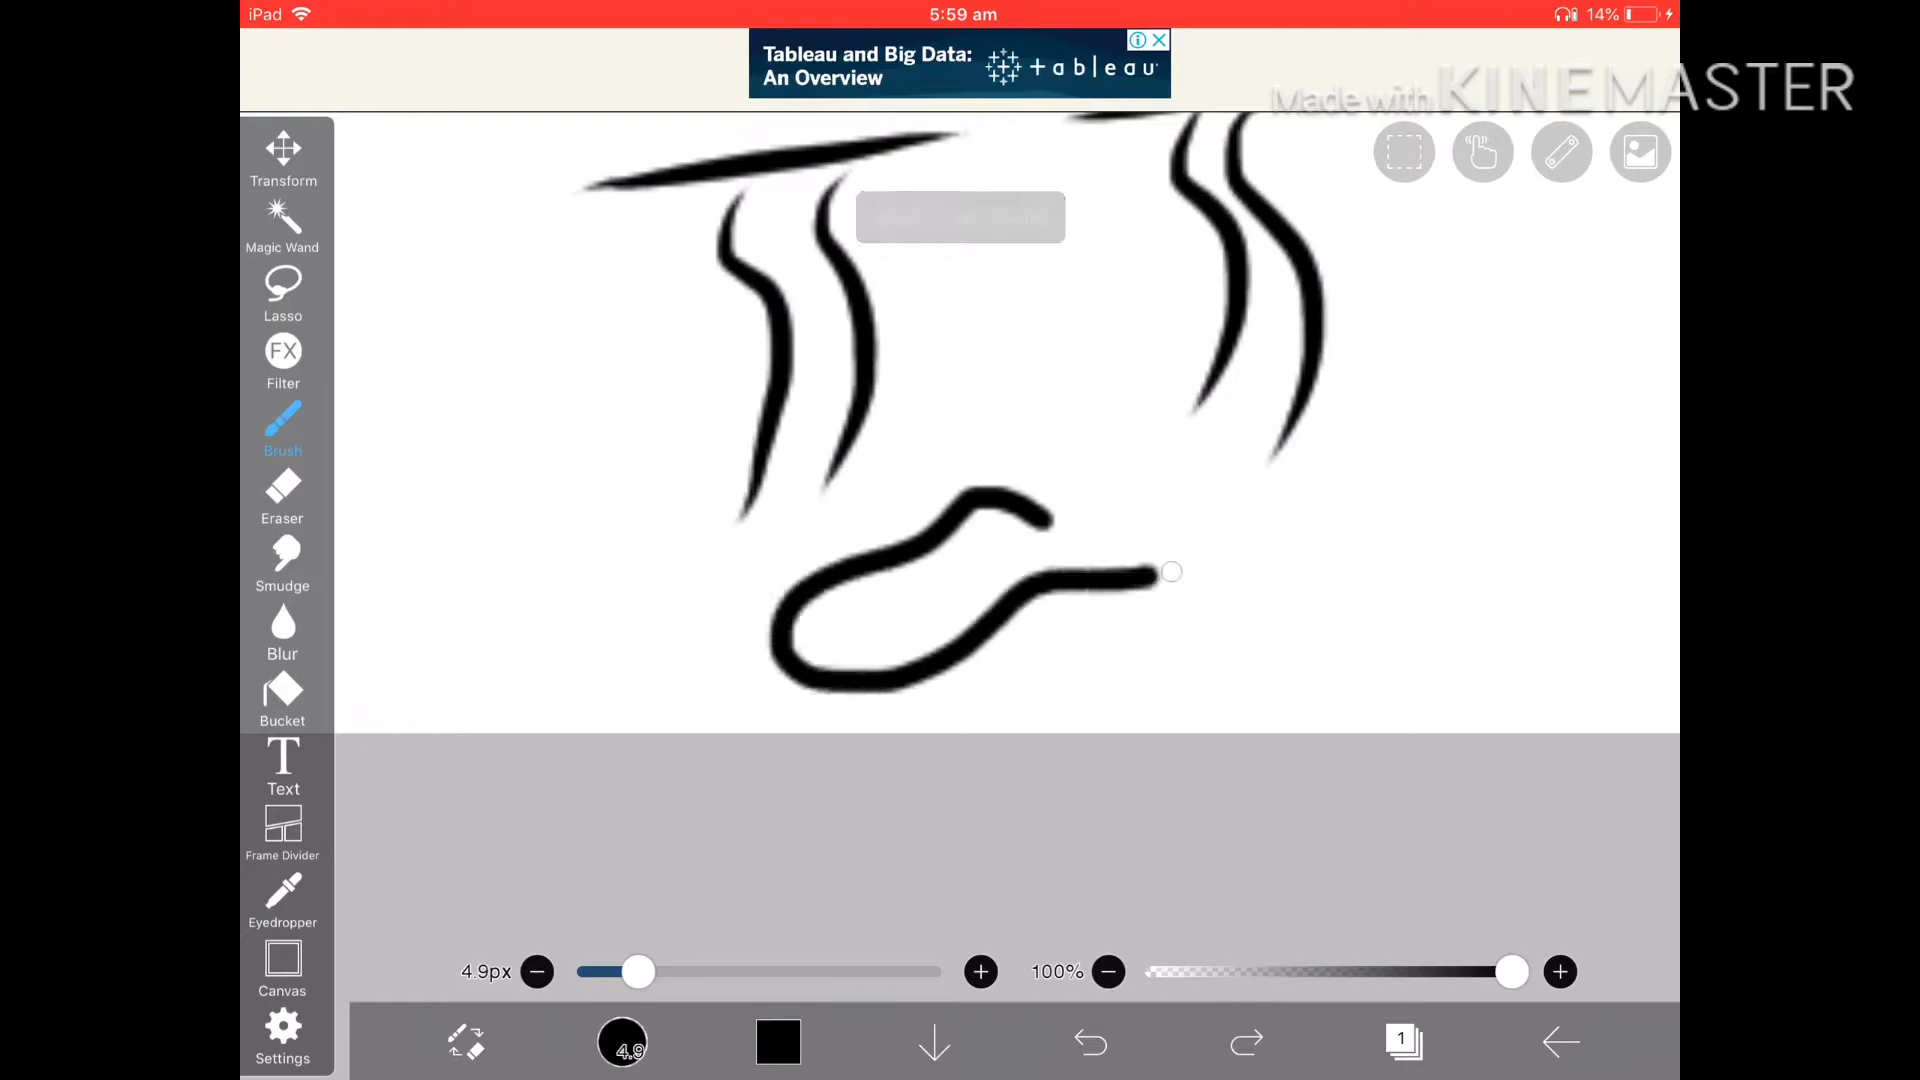 iPad
5:59 am
14%
Tableau and Big Data:
An Overview
+ a b l e a u
Made with KINEMASTER
Transform
Magic Wand
Lasso
FX
Filter
Brush
Eraser
Smudge
Blur
Bucket
T
Text
Frame Divider
Eyedropper
Canvas
Settings
4.9px
100%
4.9
1